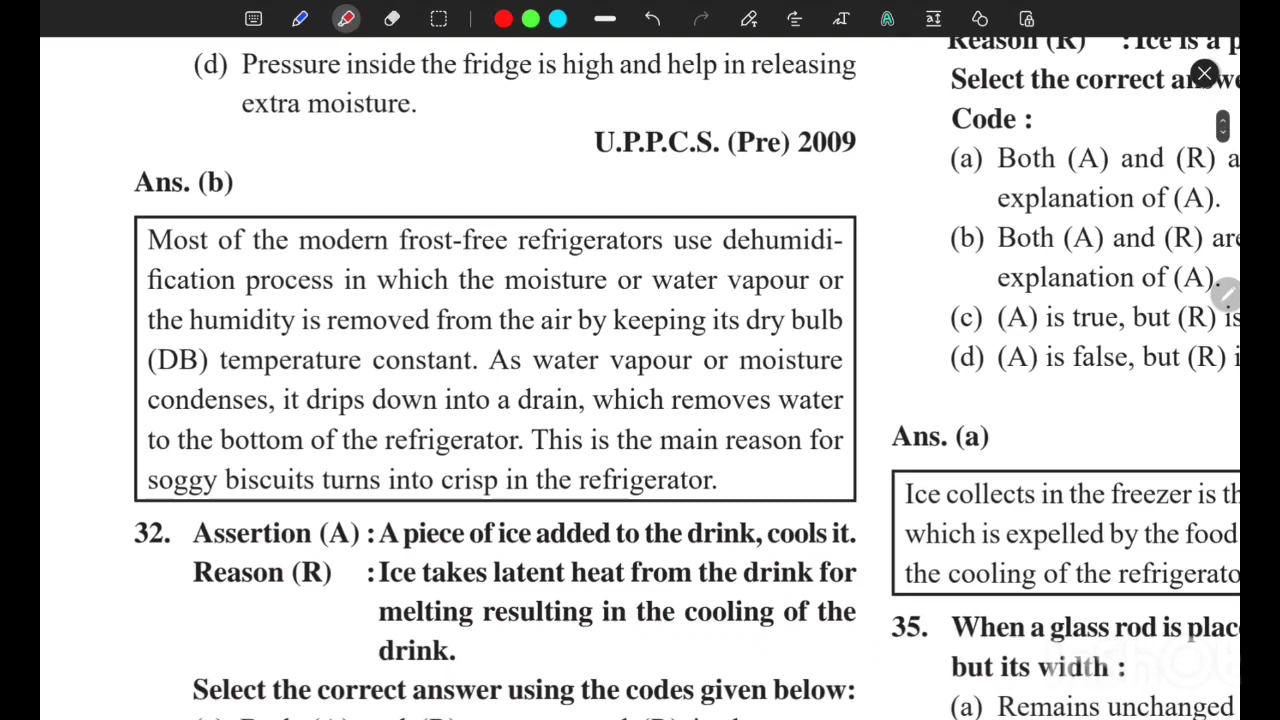 (d) Pressure inside the fridge is high and help in releasing
extra moisture.
U.P.P.C.S. (Pre) 2009
Ans. (b)
Most of the modern frost-free refrigerators use dehumidi-
fication process in which the moisture or water vapour or
the humidity is removed from the air by keeping its dry bulb
(DB) temperature constant. As water vapour or moisture
condenses, it drips down into a drain, which removes water
to the bottom of the refrigerator. This is the main reason for
soggy biscuits turns into crisp in the refrigerator.
32. Assertion (A) : A piece of ice added to the drink, cools it.
Reason (R) : Ice takes latent heat from the drink for
melting resulting in the cooling of the
drink.
Select the correct answer using the codes given below:
Reason (R) : Ice is a
Select the correct
Code :
(a) Both (A) and (R)
explanation of (A).
(b) Both (A) and (R) are
explanation of (A).
(c) (A) is true, but (R) is
(d) (A) is false, but (R)
Ans. (a)
Ice collects in the freezer is
which is expelled by the food
the cooling of the
35. When a glass rod is
but its width :
(a) Remains unchanged